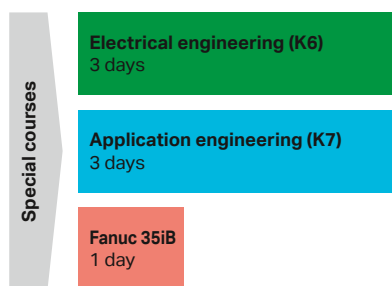 Special courses
Electrical engineering (K6)
3 days
Application engineering (K7)
3 days
Fanuc 35iB
1 day